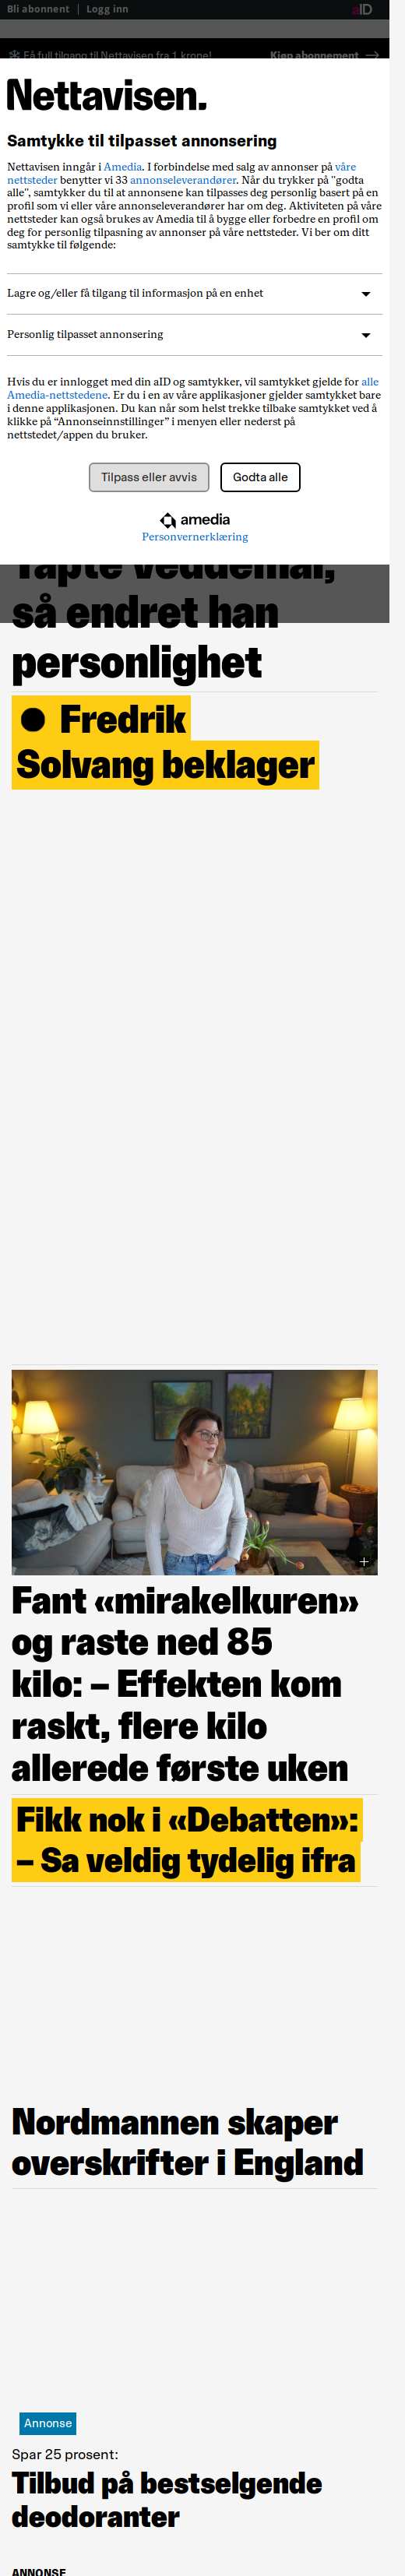 Bli abonnent | Logg inn aID
Få full tilgang til Nettavisen fra 1 krone! Kjøp abonnement
Nettavisen.
Samtykke til tilpasset annonsering
Nettavisen inngår i Amedia. I forbindelse med salg av annonser på våre
nettsteder benytter vi 33 annonseleverandører. Når du trykker på "godta
alle", samtykker du til at annonsene kan tilpasses deg personlig basert på en
profil som vi eller våre annonseleverandører har om deg. Aktiviteten på våre
nettsteder kan også brukes av Amedia til å bygge eller forbedre en profil om
deg for personlig tilpasning av annonser på våre nettsteder. Vi ber om ditt
samtykke til følgende:
Lagre og/eller få tilgang til informasjon på en enhet
Personlig tilpasset annonsering
Hvis du er innlogget med din aID og samtykker, vil samtykket gjelde for alle
Amedia-nettstedene. Er du i en av våre applikasjoner gjelder samtykket bare
i denne applikasjonen. Du kan når som helst trekke tilbake samtykket ved å
klikke på “Annonseinnstillinger” i menyen eller nederst på
nettstedet/appen du bruker.
Tilpass eller avvis Godta alle
amedia
Personvernerklæring
Tapte veddemål,
så endret han
personlighet
● Fredrik
Solvang beklager
Fant «mirakelkuren»
og raste ned 85
kilo: – Effekten kom
raskt, flere kilo
allerede første uken
Fikk nok i «Debatten»:
– Sa veldig tydelig ifra
Nordmannen skaper
overskrifter i England
Annonse
Spar 25 prosent:
Tilbud på bestselgende
deodoranter
ANNONSE